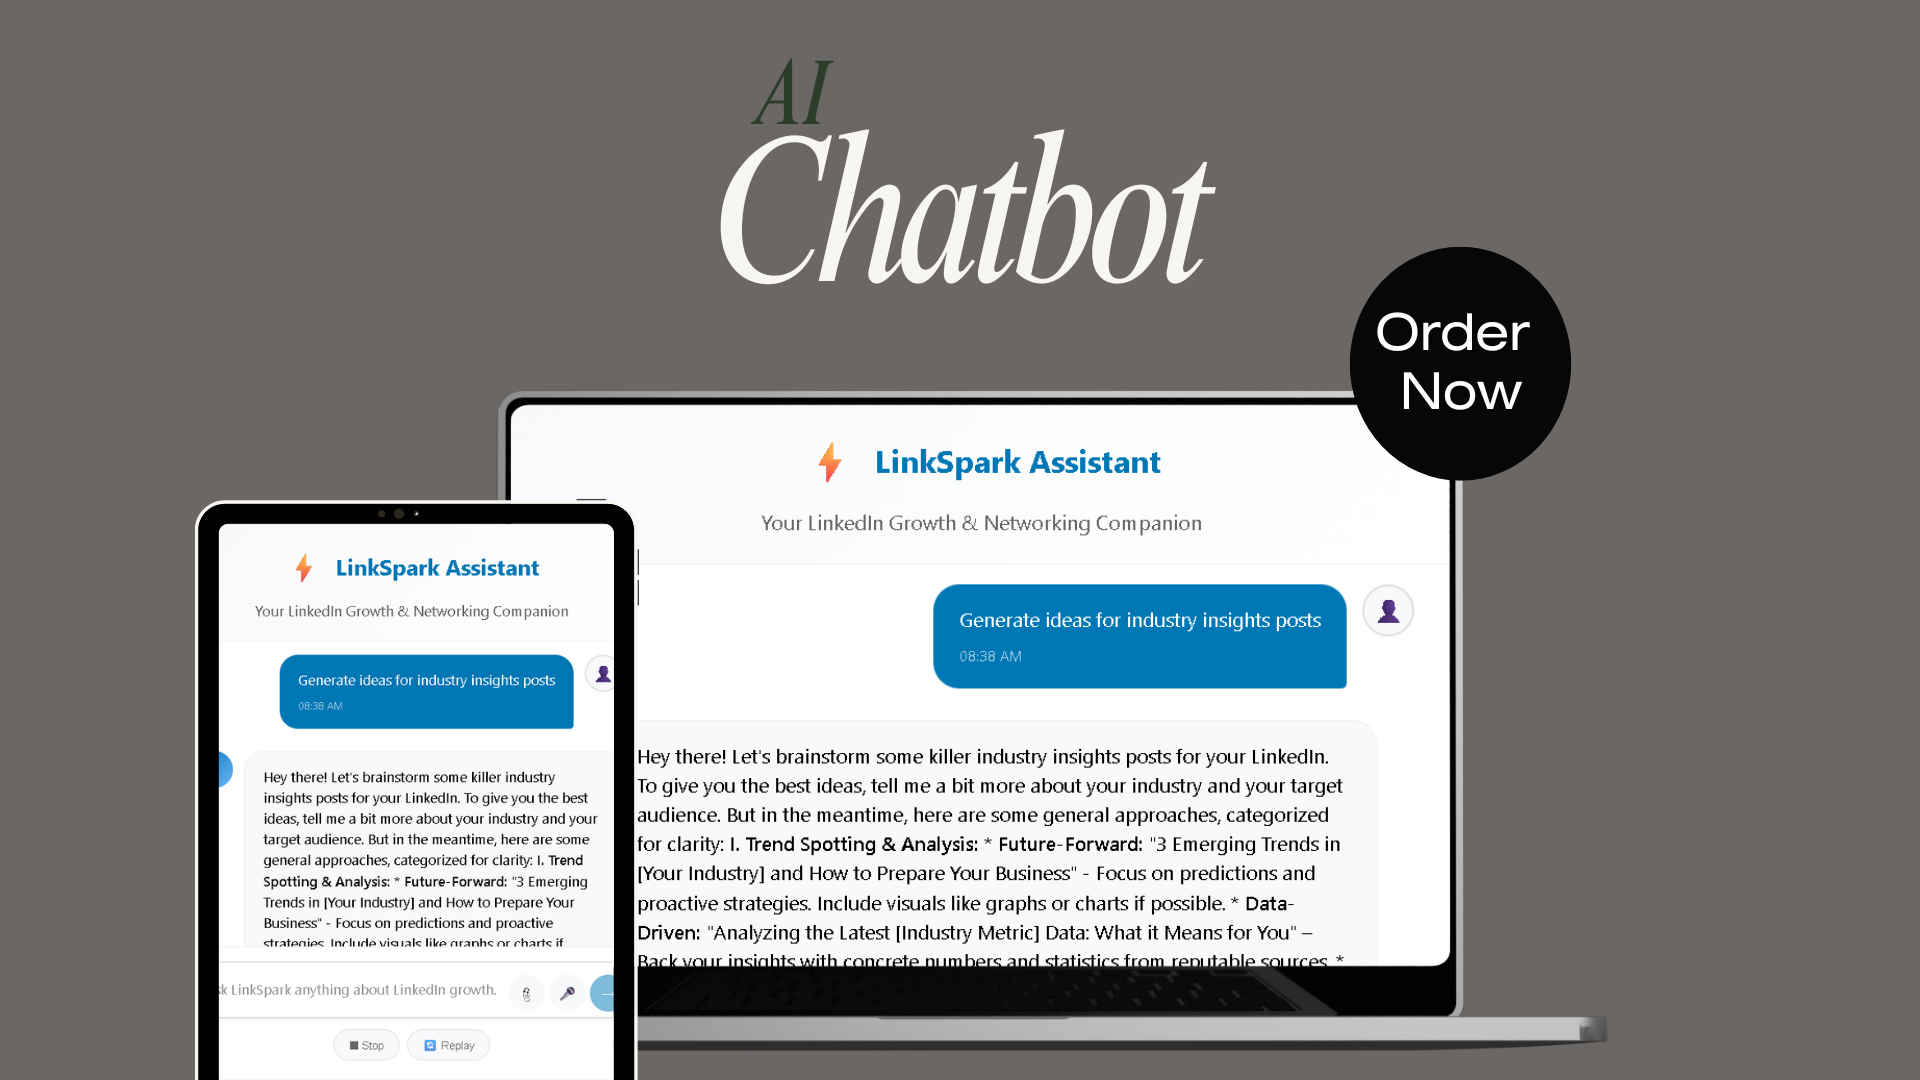 AI
Chatbot
Order
Now
LinkSpark Assistant
Your LinkedIn Growth & Networking Companion
Generate ideas for industry insights posts
08:38 AM
Hey there! Let's brainstorm some killer industry insights posts for your LinkedIn.
To give you the best ideas, tell me a bit more about your industry and your target
audience. But in the meantime, here are some general approaches, categorized
for clarity: I. Trend Spotting & Analysis: * Future-Forward: "3 Emerging Trends in
[Your Industry] and How to Prepare Your Business" - Focus on predictions and
proactive strategies. Include visuals like graphs or charts if possible. * Data-
Driven: "Analyzing the Latest [Industry Metric] Data: What it Means for You" –
Back your insights with concrete numbers and statistics from reputable sources. *
LinkSpark Assistant
Your LinkedIn Growth & Networking Companion
Generate ideas for industry insights posts
08:38 AM
Hey there! Let's brainstorm some killer industry
insights posts for your LinkedIn. To give you the best
ideas, tell me a bit more about your industry and your
target audience. But in the meantime, here are some
general approaches, categorized for clarity: I. Trend
Spotting & Analysis: * Future-Forward: "3 Emerging
Trends in [Your Industry] and How to Prepare Your
Business" - Focus on predictions and proactive
strategies. Include visuals like graphs or charts if
sk LinkSpark anything about LinkedIn growth.
Stop
Replay